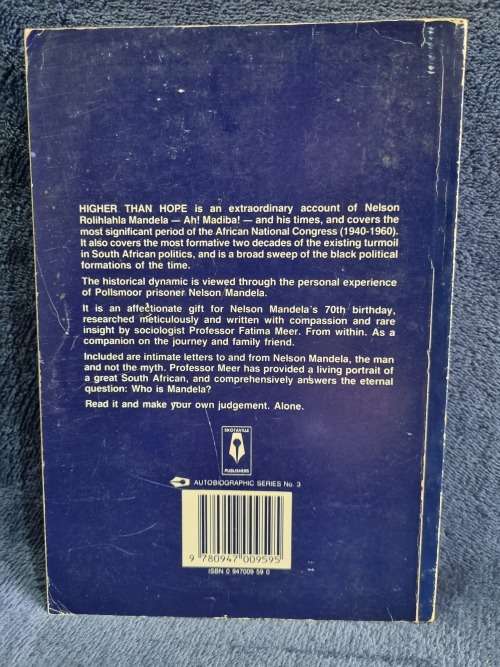 HIGHER THAN HOPE is an extraordinary account of Nelson
Rolihlahla Mandela — Ah! Madiba! — and his times, and covers the
most significant period of the African National Congress (1940-1960).
It also covers the most formative two decades of the existing turmoil
in South African politics, and is a broad sweep of the black political
formations of the time.
The historical dynamic is viewed through the personal experience
of Pollsmoor prisoner Nelson Mandela.
It is an affectionate gift for Nelson Mandela's 70th birthday,
researched meticulously and written with compassion and rare
insight by sociologist Professor Fatima Meer. From within. As a
companion on the journey and family friend.
Included are intimate letters to and from Nelson Mandela, the man
and not the myth. Professor Meer has provided a living portrait of
a great South African, and comprehensively answers the eternal
question: Who is Mandela?
Read it and make your own judgement. Alone.
SKOTAVILLE
PUBLISHERS
AUTOBIOGRAPHIC SERIES No. 3
9 780947 009595
ISBN 0 947009 59 0